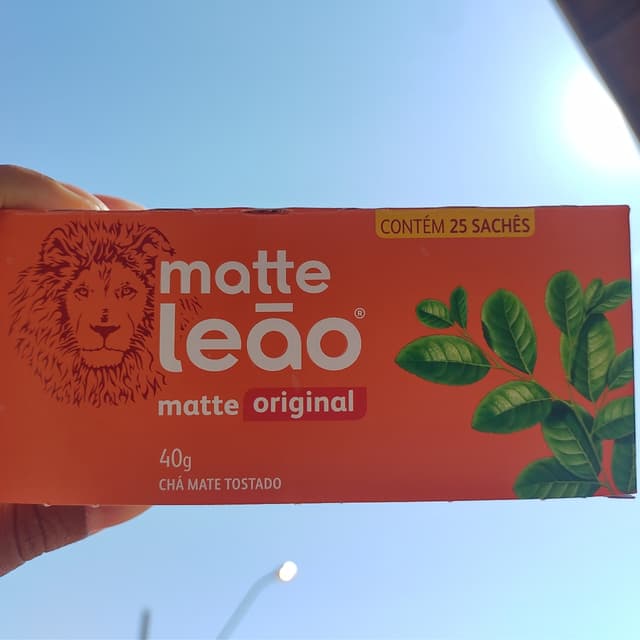 CONTÉM 25 SACHÊS
matte
leão®
matte original
40g
CHÁ MATE TOSTADO